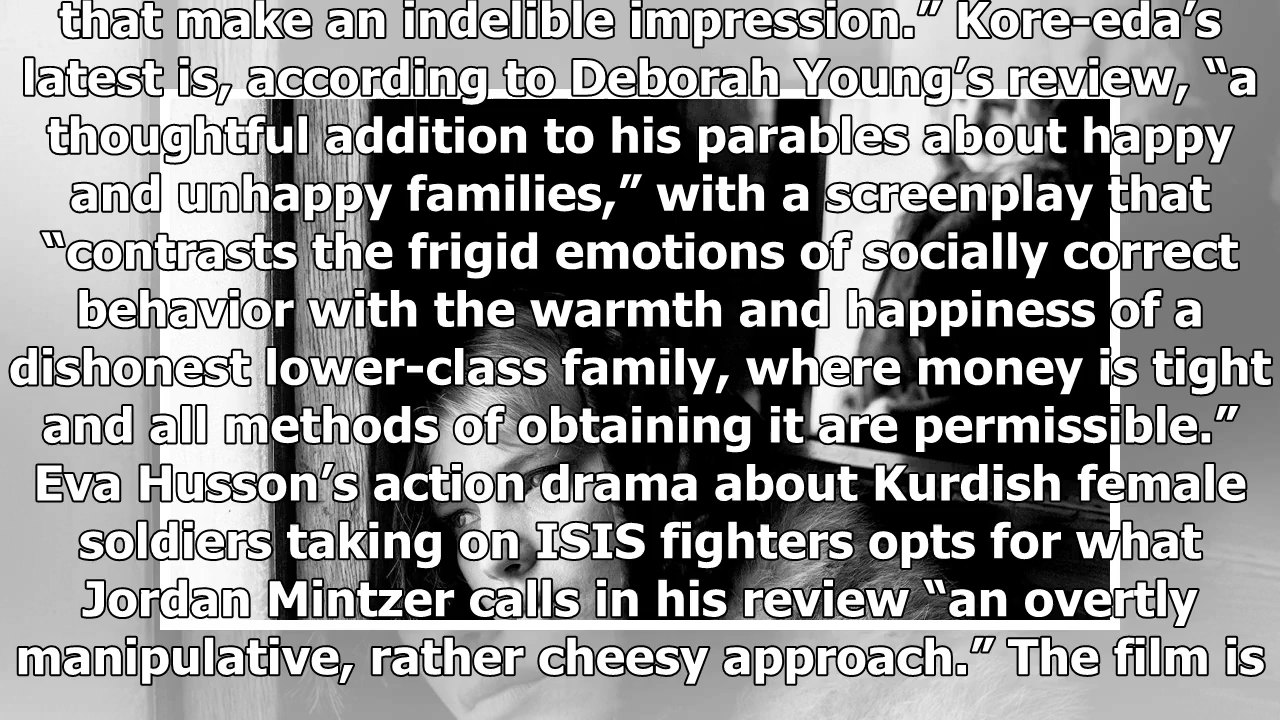 that make an indelible impression.” Kore-eda’s
latest is, according to Deborah Young’s review, “a
thoughtful addition to his parables about happy
and unhappy families,” with a screenplay that
“contrasts the frigid emotions of socially correct
behavior with the warmth and happiness of a
dishonest lower-class family, where money is tight
and all methods of obtaining it are permissible.”
Eva Husson’s action drama about Kurdish female
soldiers taking on ISIS fighters opts for what
Jordan Mintzer calls in his review “an overtly
manipulative, rather cheesy approach.” The film is